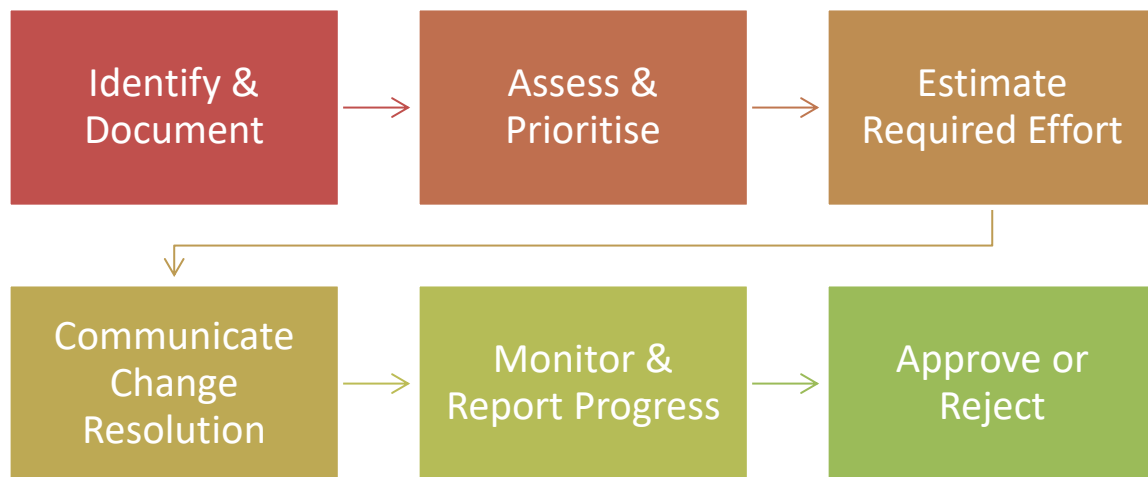 Identify &
Document
Assess &
Prioritise
Estimate
Required Effort
Communicate
Change
Resolution
Monitor &
Report Progress
Approve or
Reject